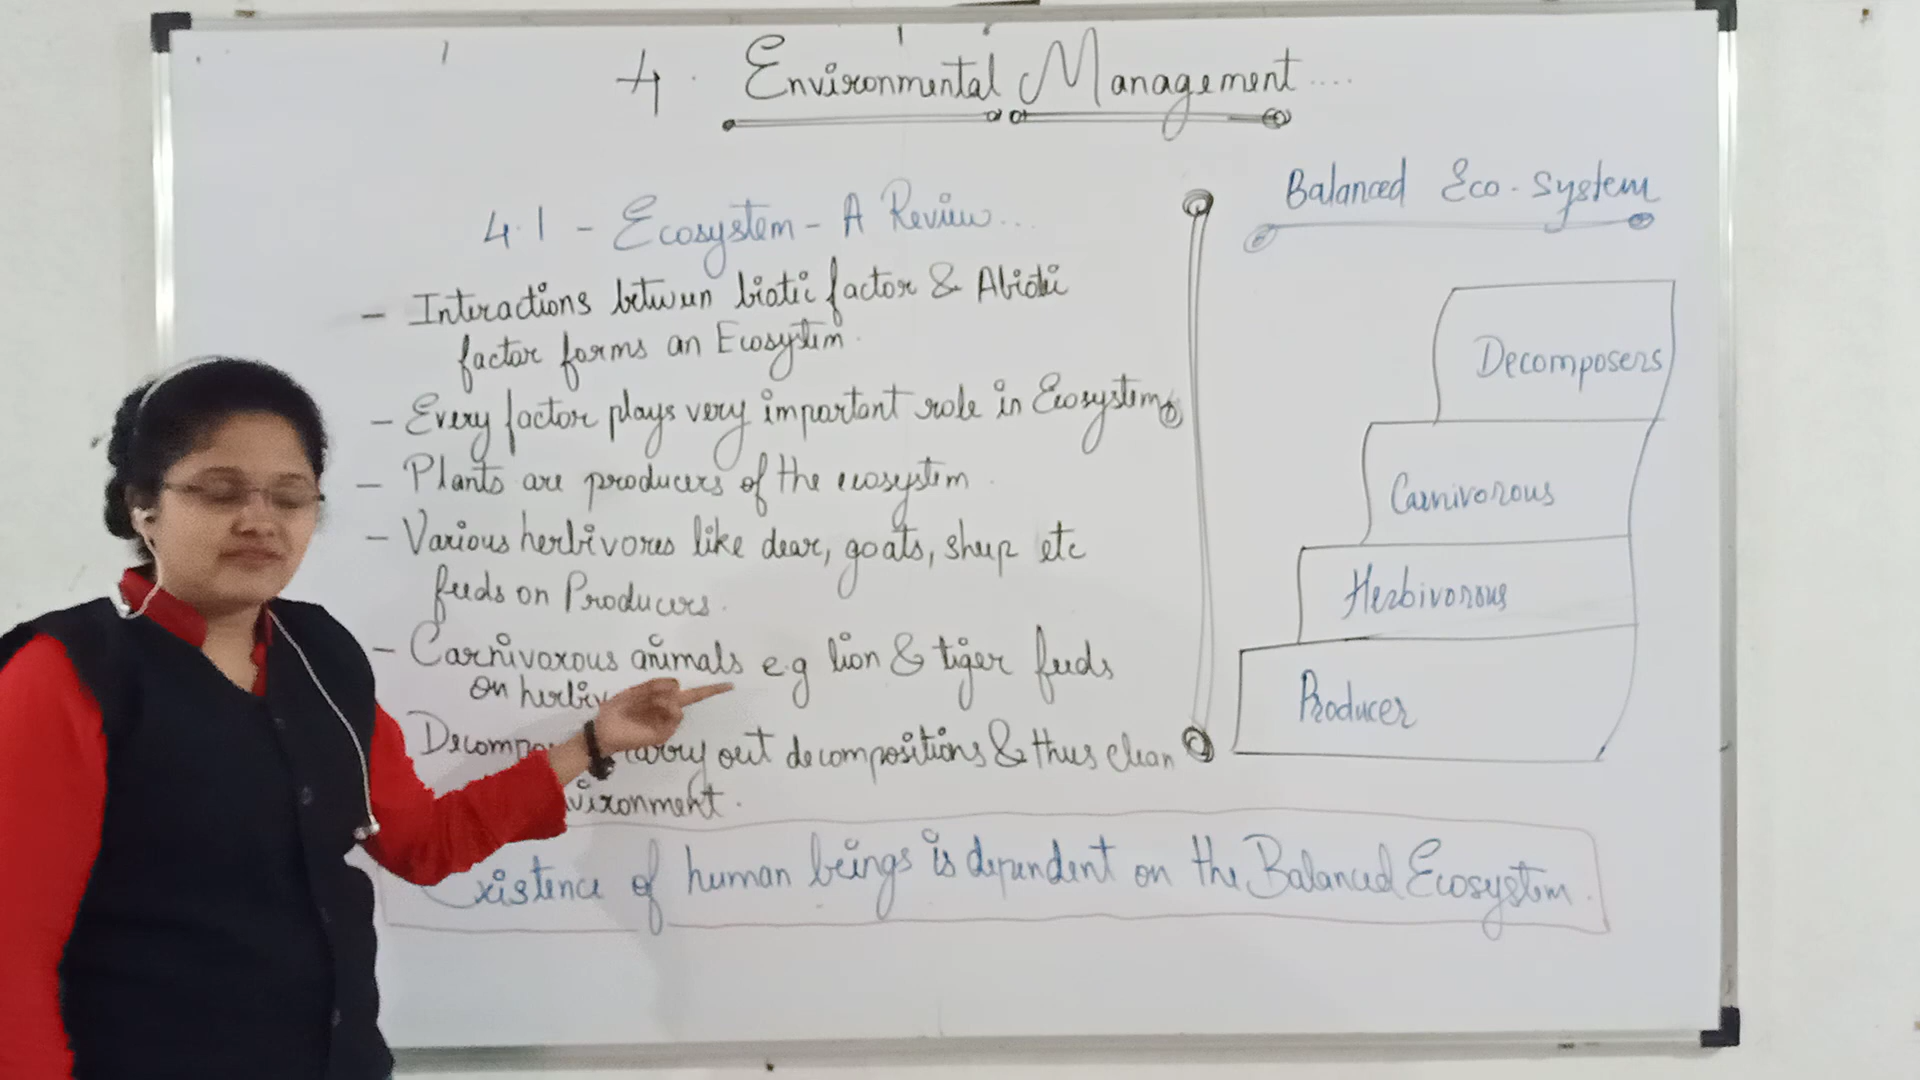 4. Environmental Management....
4.1 - Ecosystem - A Review...
- Interactions between biotic factor & Abiotic
factor forms an Ecosystem.
- Every factor plays very important role in Ecosystem
- Plants are producers of the ecosystem.
- Various herbivores like dear, goats, sheep etc
feeds on Producers.
- Carnivorous animals e.g lion & tiger feeds
on
carry out decompositions & thus clean
of human beings is dependent on the Balanced Ecosystem.
Balanced Eco-System
Decomposers
Carnivorous
Herbivorous
Producer